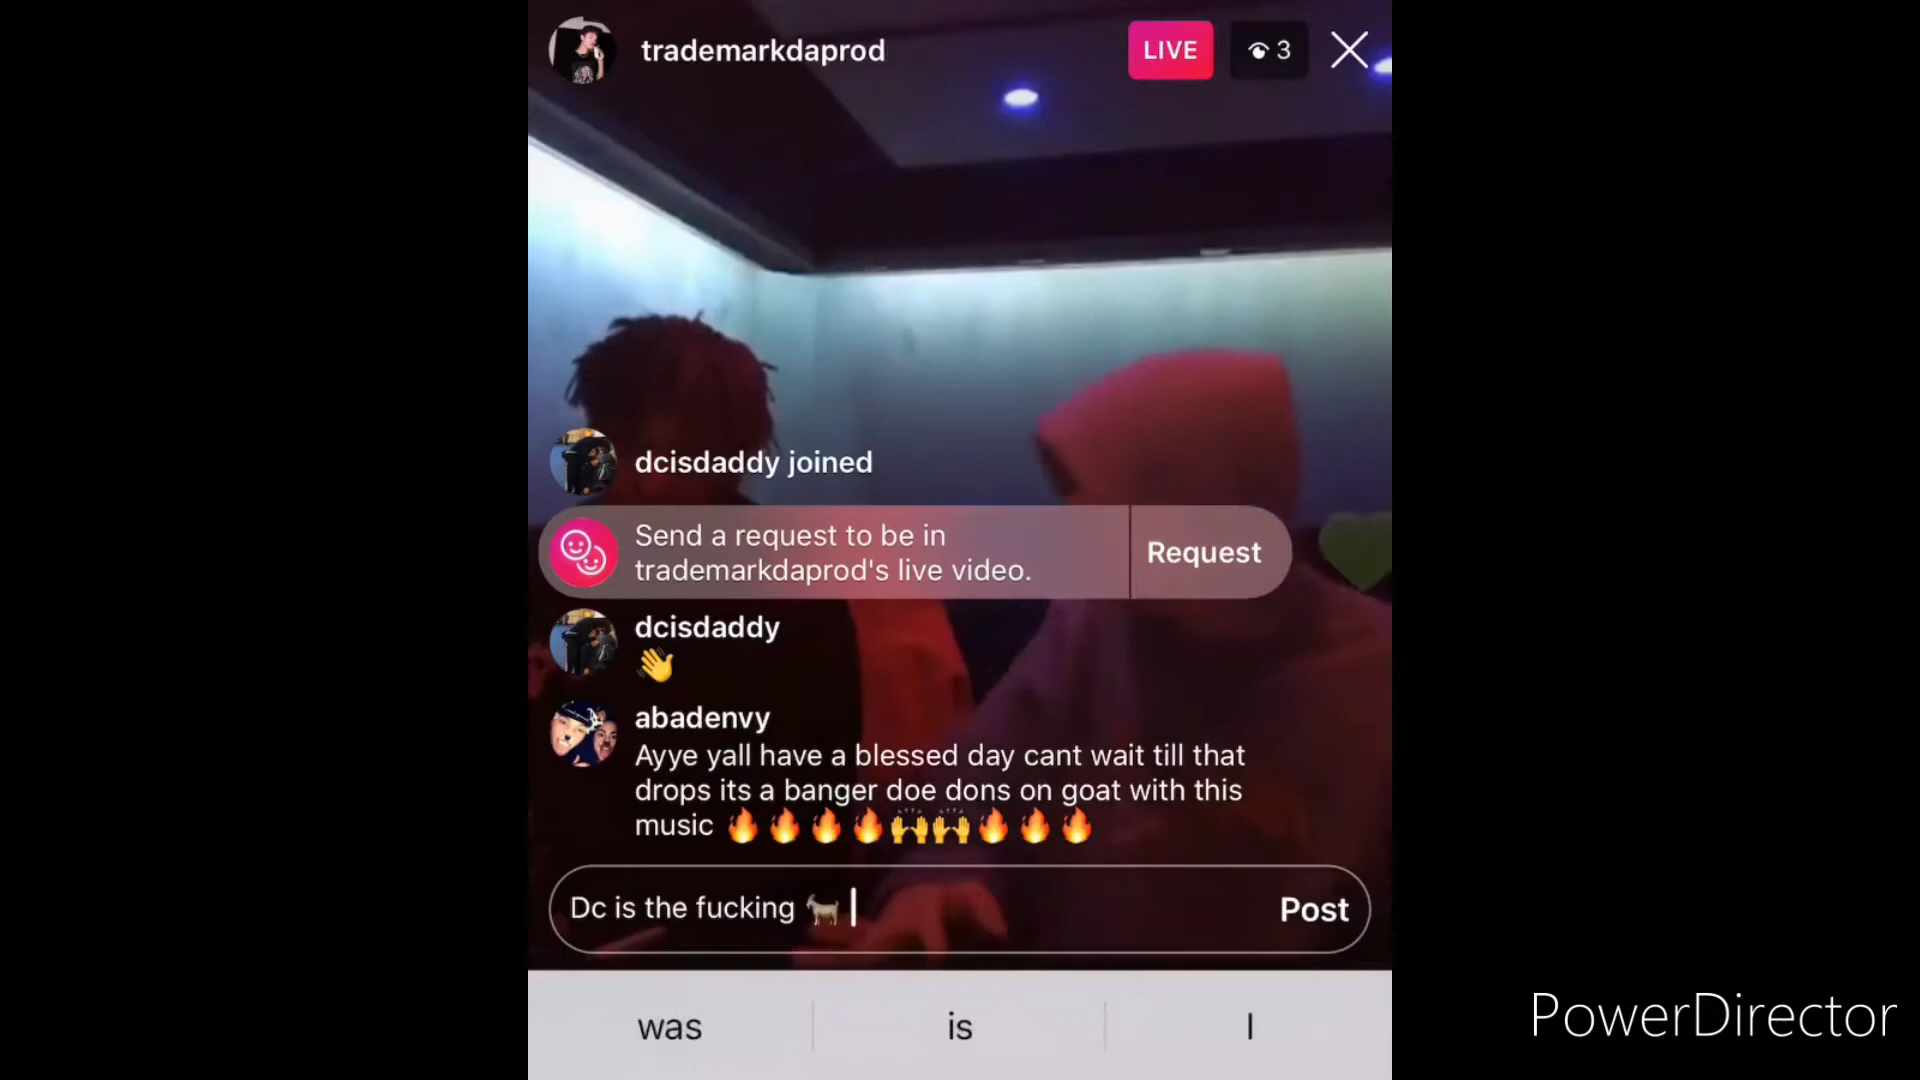 trademarkdaprod
LIVE
3
dcisdaddy joined
Send a request to be in
trademarkdaprod's live video.
Request
dcisdaddy
👋
abadenvy
Ayye yall have a blessed day cant wait till that
drops its a banger doe dons on goat with this
music 🔥🔥🔥🔥🙌🙌🔥🔥🔥
Dc is the fucking 🐐
Post
was
is
I
PowerDirector